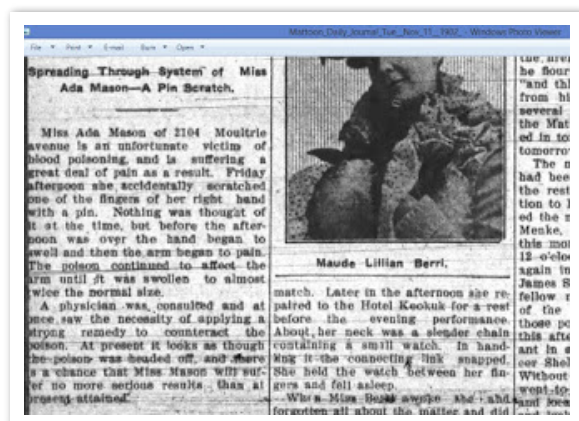 Mattoon_Daily_Journal_Tue__Nov_11__1902_ - Windows Photo Viewer
File Print E-mail Burn Open
Spreading Through System of Miss
Ada Mason—A Pin Scratch.
Miss Ada Mason of 2104 Moultrie
avenue is an unfortunate victim of
blood poisoning, and is suffering a
great deal of pain as a result. Friday
afternoon she accidentally scratched
one of the fingers of her right hand
with a pin. Nothing was thought of
it at the time, but before the after-
noon was over the hand began to
swell and then the arm began to pain.
The poison continued to affect the
arm until it was swollen to almost
twice the normal size.
A physician was consulted and at
once saw the necessity of applying a
strong remedy to counteract the
poison. At present it looks as though
the poison was headed off, and there
is a chance that Miss Mason will suf-
fer no more serious results than at
present attained.
Maude Lillian Berri.
match. Later in the afternoon she re-
paired to the Hotel Keokuk for a rest
before the evening performance.
About her neck was a slender chain
containing a small watch. In hand-
ling it the connecting link snapped.
She held the watch between her fin-
gers and fell asleep.
When Miss Berri awoke she had
forgotten all about the matter and did
he flour
"and thi
from his
several
the Mat
ed in to
tomorro
The n
had bee
the rest
tion to l
ed the n
Menke,
this mor
12 o'cloc
again in
James S
fellow r
of the
those po
this afte
ant in s
cer Shel
Without
went to
and loca